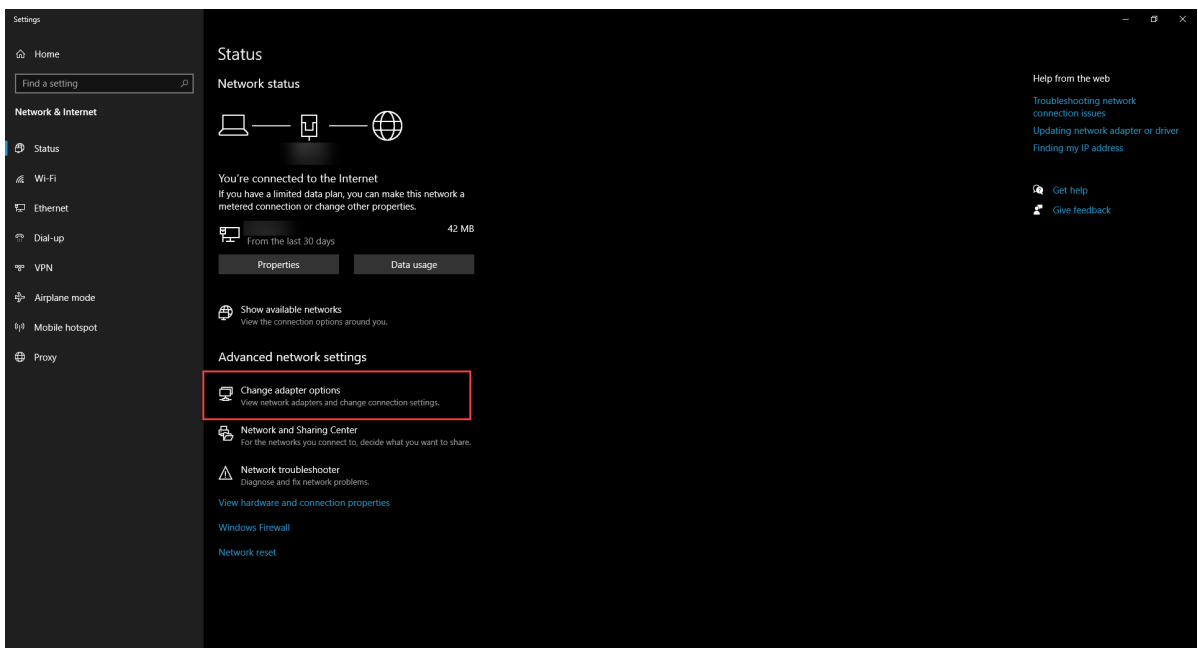 Settings
Home
Find a setting
Network & Internet
Status
Wi-Fi
Ethernet
Dial-up
VPN
Airplane mode
Mobile hotspot
Proxy
Status
Network status
You're connected to the Internet
If you have a limited data plan, you can make this network a
metered connection or change other properties.
42 MB
From the last 30 days
Properties
Data usage
Show available networks
View the connection options around you.
Advanced network settings
Change adapter options
View network adapters and change connection settings.
Network and Sharing Center
For the networks you connect to, decide what you want to share.
Network troubleshooter
Diagnose and fix network problems.
View hardware and connection properties
Windows Firewall
Network reset
Help from the web
Troubleshooting network
connection issues
Updating network adapter or driver
Finding my IP address
Get help
Give feedback